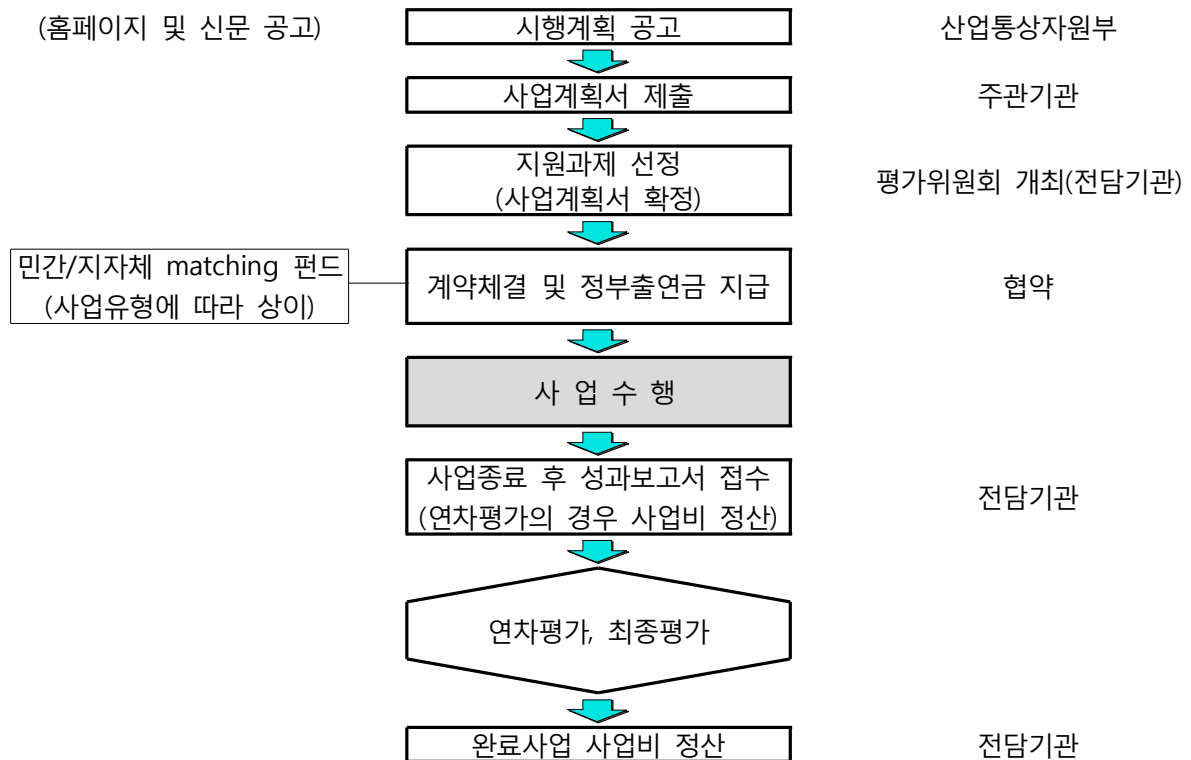 (홈페이지 및 신문 공고)
시행계획 공고
산업통상자원부
사업계획서 제출
주관기관
지원과제 선정
(사업계획서 확정)
평가위원회 개최(전담기관)
민간/지자체 matching 펀드
(사업유형에 따라 상이)
계약체결 및 정부출연금 지급
협약
사 업 수 행
사업종료 후 성과보고서 접수
(연차평가의 경우 사업비 정산)
전담기관
연차평가, 최종평가
완료사업 사업비 정산
전담기관